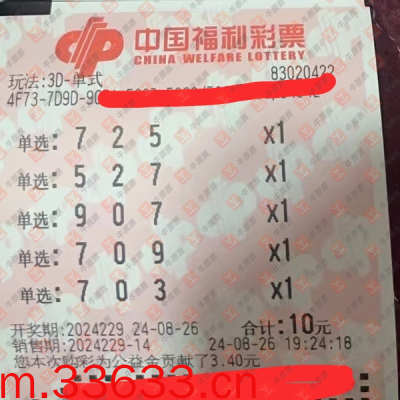 中国福利彩票
CHINA WELFARE LOTTERY
玩法:3D-单式 83020422
4F73-7D9D-90
单选: 7 2 5 x1
单选: 5 2 7 x1
单选: 9 0 7 x1
单选: 7 0 9 x1
单选: 7 0 3 x1
开奖期:2024229 24-08-26 合计:10元
销售期:2024229-14 24-08-26 19:24:18
您本次购彩为公益金贡献了3.40元
m.33633.cn